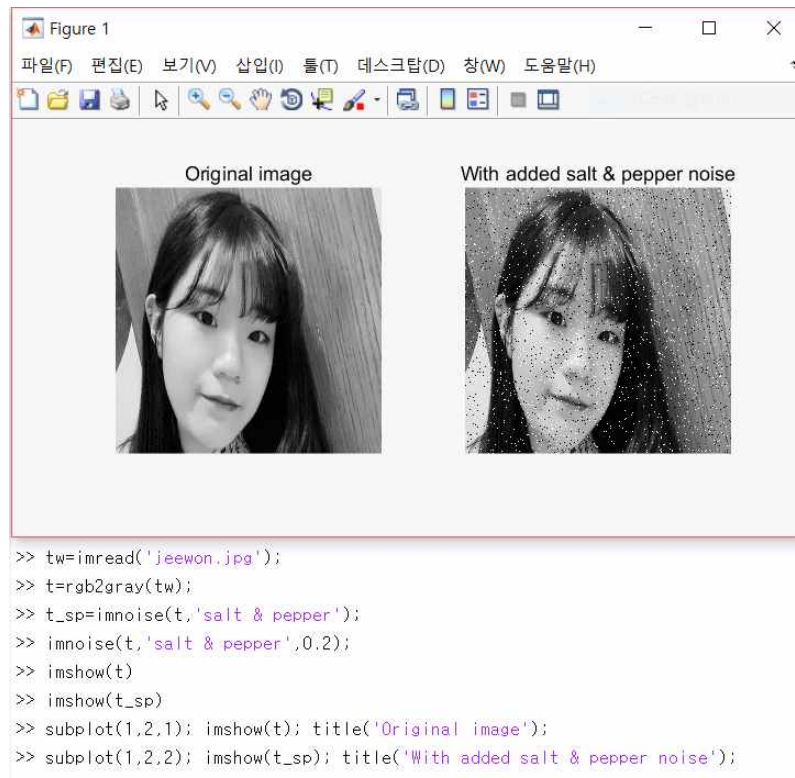 Figure 1
파일(F) 편집(E) 보기(V) 삽입(I) 툴(T) 데스크탑(D) 창(W) 도움말(H)
Original image With added salt & pepper noise
>> tw=imread('jeewon.jpg');
>> t=rgb2gray(tw);
>> t_sp=imnoise(t,'salt & pepper');
>> imnoise(t,'salt & pepper',0.2);
>> imshow(t)
>> imshow(t_sp)
>> subplot(1,2,1); imshow(t); title('Original image');
>> subplot(1,2,2); imshow(t_sp); title('With added salt & pepper noise');